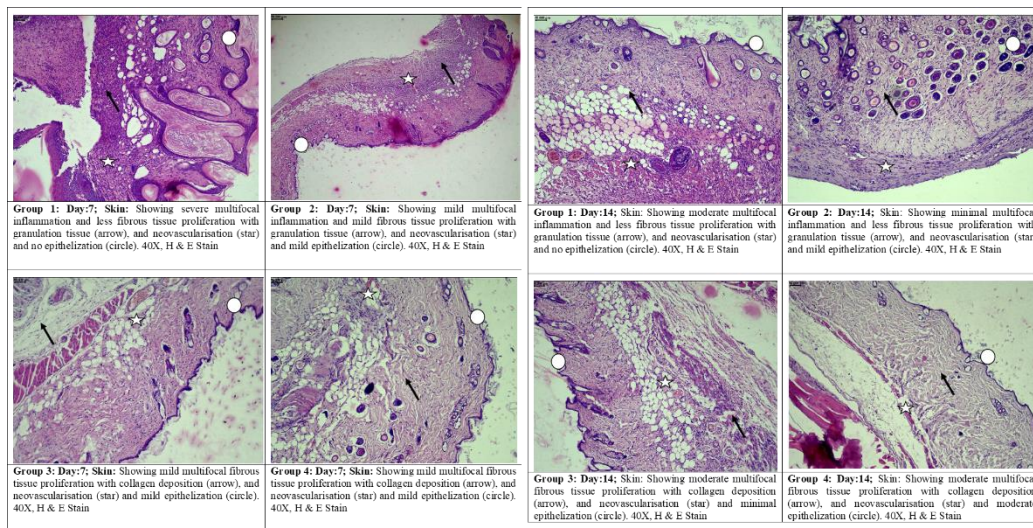 Group 1: Day:7; Skin: Showing severe multifocal
inflammation and less fibrous tissue proliferation with
granulation tissue (arrow), and neovascularisation (star)
and no epithelization (circle). 40X, H & E Stain
Group 2: Day:7; Skin: Showing mild multifocal
inflammation and mild fibrous tissue proliferation with
granulation tissue (arrow), and neovascularisation (star)
and mild epithelization (circle). 40X, H & E Stain
Group 1: Day:14; Skin: Showing moderate multifocal
inflammation and less fibrous tissue proliferation with
granulation tissue (arrow), and neovascularisation (star)
and no epithelization (circle). 40X, H & E Stain
Group 2: Day:14; Skin: Showing minimal multifocal
inflammation and less fibrous tissue proliferation with
granulation tissue (arrow), and neovascularisation (star)
and mild epithelization (circle). 40X, H & E Stain
Group 3: Day:7; Skin: Showing mild multifocal fibrous
tissue proliferation with collagen deposition (arrow), and
neovascularisation (star) and mild epithelization (circle).
40X, H & E Stain
Group 4: Day:7; Skin: Showing mild multifocal fibrous
tissue proliferation with collagen deposition (arrow), and
neovascularisation (star) and mild epithelization (circle).
40X, H & E Stain
Group 3: Day:14; Skin: Showing moderate multifocal
fibrous tissue proliferation with collagen deposition
(arrow), and neovascularisation (star) and minimal
epithelization (circle). 40X, H & E Stain
Group 4: Day:14; Skin: Showing moderate multifocal
fibrous tissue proliferation with collagen deposition
(arrow), and neovascularisation (star) and moderate
epithelization (circle). 40X, H & E Stain